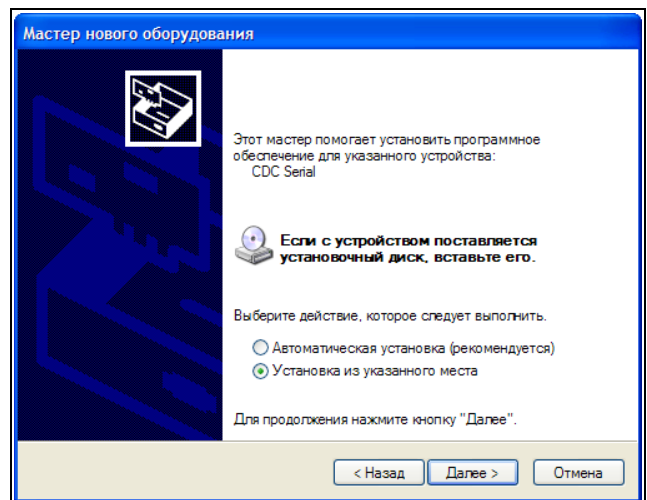 Мастер нового оборудования
Этот мастер помогает установить программное
обеспечение для указанного устройства:
CDC Serial
Если с устройством поставляется
установочный диск, вставьте его.
Выберите действие, которое следует выполнить.
Автоматическая установка (рекомендуется)
Установка из указанного места
Для продолжения нажмите кнопку "Далее".
< Назад Далее > Отмена